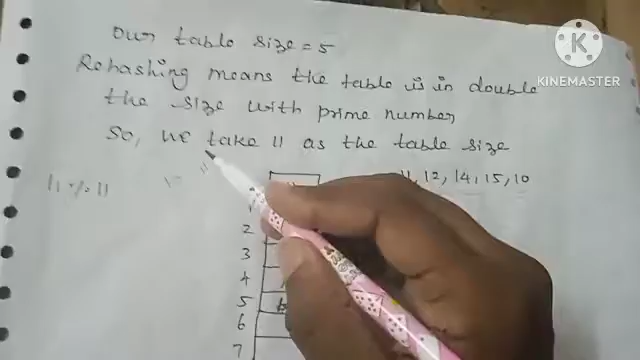 Our table size = 5
Rehashing means the table is in double
the size with prime number
So, we take 11 as the table size
KINEMASTER
11 % 11
, 12, 14, 15, 10
2
3
4
5
6
7